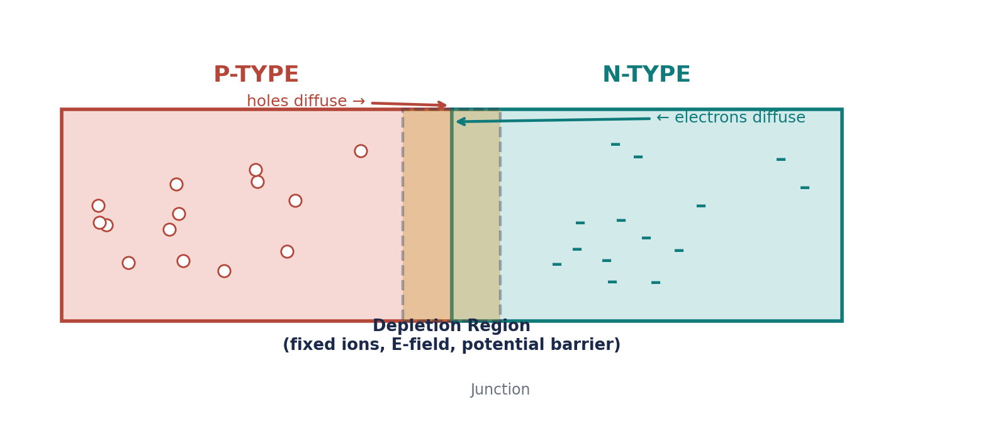 P-TYPE
N-TYPE
holes diffuse →
← electrons diffuse
Depletion Region
(fixed ions, E-field, potential barrier)
Junction